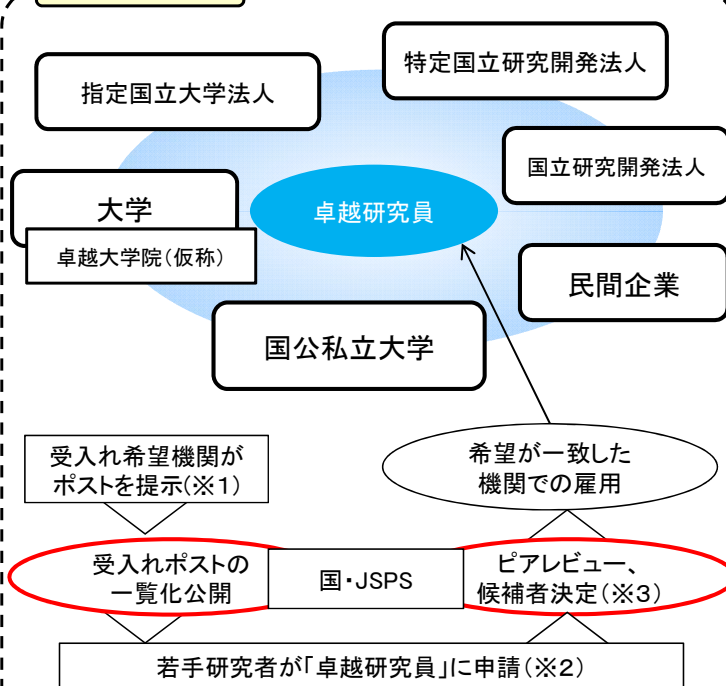 特定国立研究開発法人
指定国立大学法人
国立研究開発法人
大学
卓越研究員
卓越大学院(仮称)
民間企業
国公私立大学
受入れ希望機関が
ポストを提示(※1)
希望が一致した
機関での雇用
受入れポストの
一覧化公開
国・JSPS
ピアレビュー、
候補者決定(※3)
若手研究者が「卓越研究員」に申請(※2)